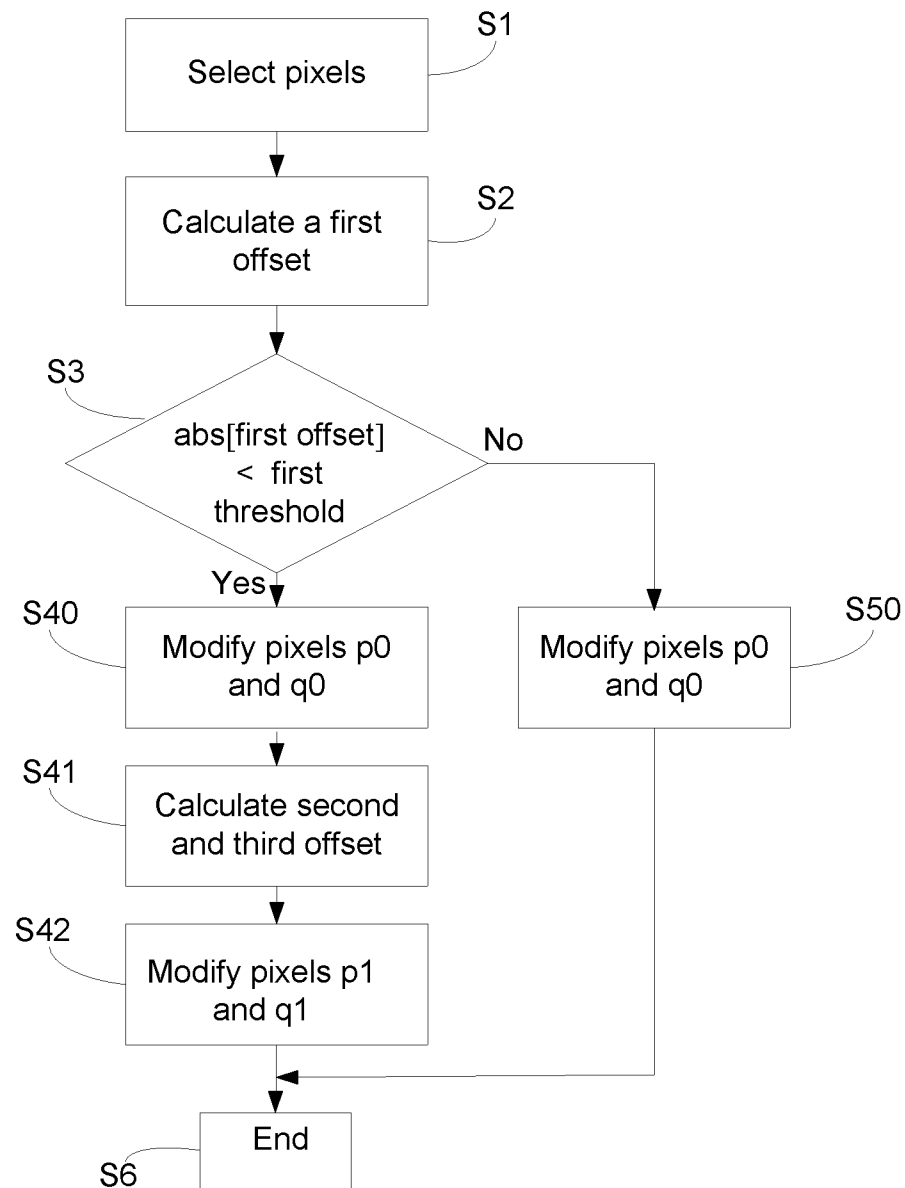 S1
Select pixels
S2
Calculate a first
offset
S3
abs[first offset]
< first
threshold
No
Yes
S40
Modify pixels p0
and q0
S50
Modify pixels p0
and q0
S41
Calculate second
and third offset
S42
Modify pixels p1
and q1
End
S6